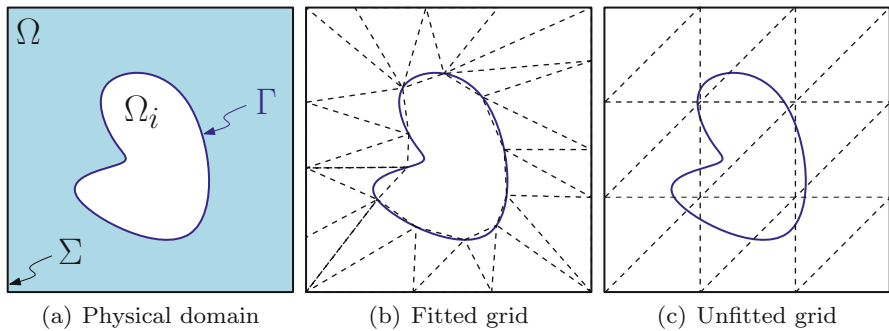 Ω
Ω_i
Γ
Σ
(a) Physical domain
(b) Fitted grid
(c) Unfitted grid